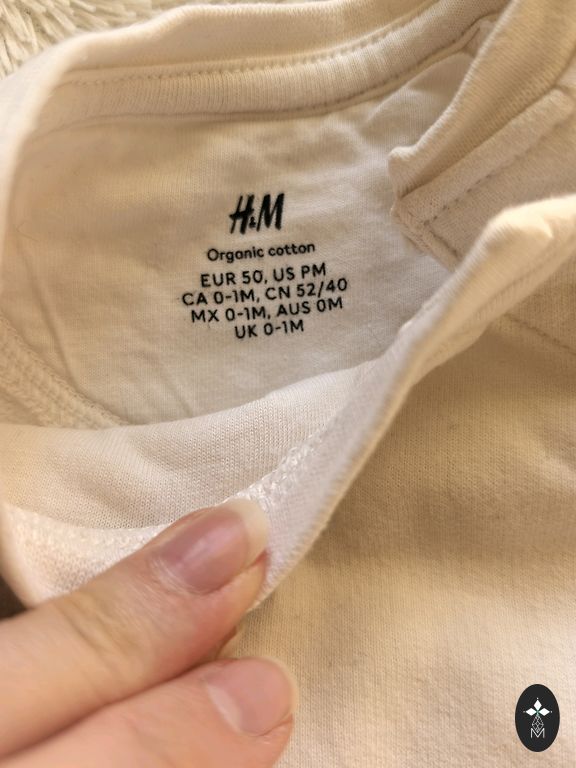 H&M
Organic cotton
EUR 50, US PM
CA 0-1M, CN 52/40
MX 0-1M, AUS 0M
UK 0-1M
M